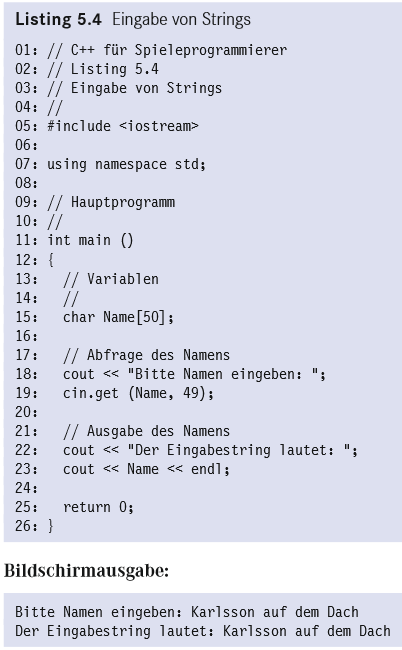 Listing 5.4 Eingabe von Strings
01: // C++ für Spieleprogrammierer
02: // Listing 5.4
03: // Eingabe von Strings
04: //
05: #include <iostream>
06:
07: using namespace std;
08:
09: // Hauptprogramm
10: //
11: int main ()
12: {
13:   // Variablen
14:   //
15:   char Name[50];
16:
17:   // Abfrage des Namens
18:   cout << "Bitte Namen eingeben: ";
19:   cin.get (Name, 49);
20:
21:   // Ausgabe des Namens
22:   cout << "Der Eingabestring lautet: ";
23:   cout << Name << endl;
24:
25:   return 0;
26: }
Bildschirmausgabe:
Bitte Namen eingeben: Karlsson auf dem Dach
Der Eingabestring lautet: Karlsson auf dem Dach